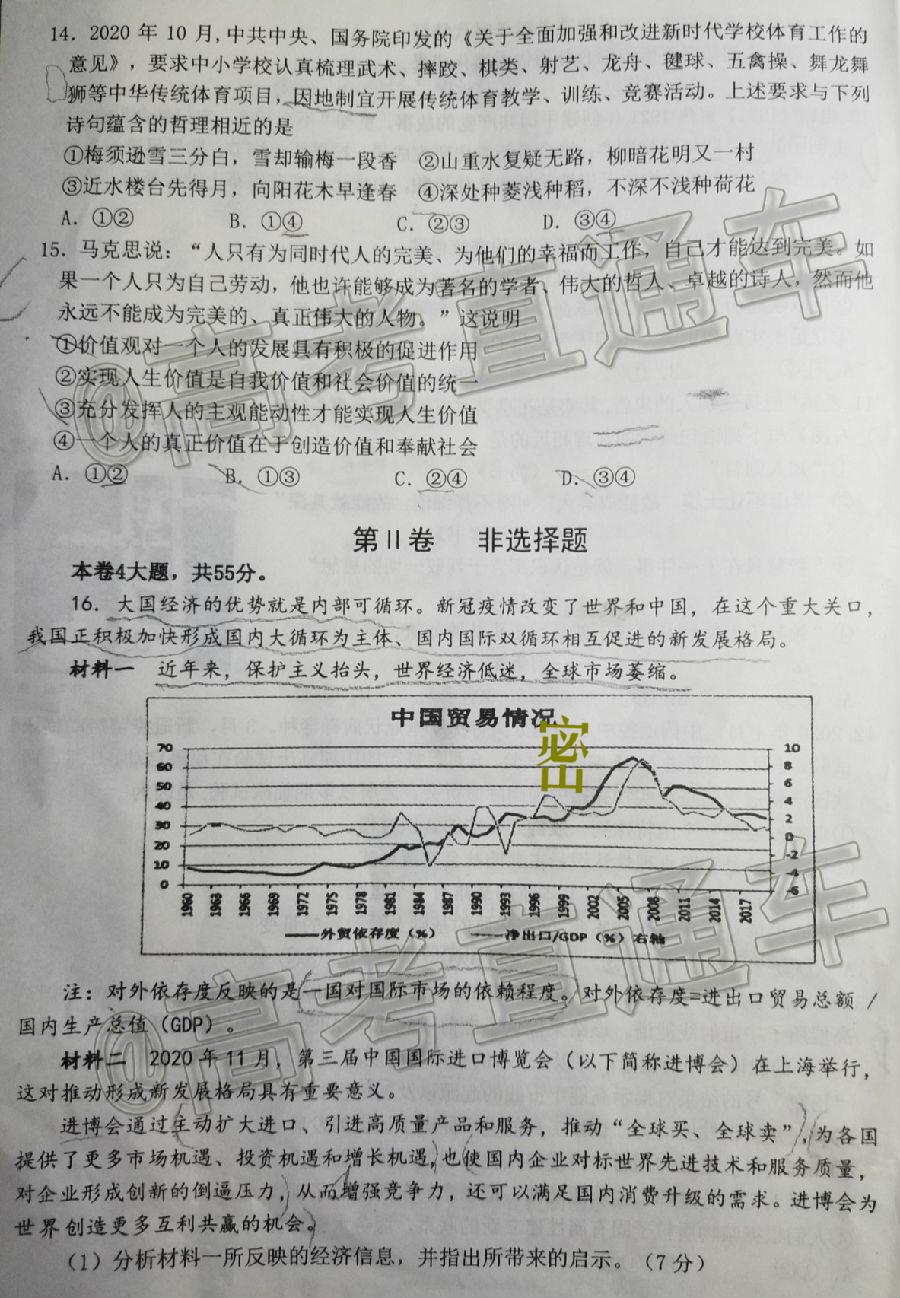 14. 2020 年 10 月,中共中央、国务院印发的《关于全面加强和改进新时代学校体育工作的
意见》，要求中小学校认真梳理武术、摔跤、棋类、射艺、龙舟、毽球、五禽操、舞龙舞
狮等中华传统体育项目，因地制宜开展传统体育教学、训练、竞赛活动。上述要求与下列
诗句蕴含的哲理相近的是
①梅须逊雪三分白，雪却输梅一段香 ②山重水复疑无路，柳暗花明又一村
③近水楼台先得月，向阳花木早逢春 ④深处种菱浅种稻，不深不浅种荷花
A. ①② B. ①④ C. ②③ D. ③④
15. 马克思说：“人只有为同时代人的完美、为他们的幸福而工作，自己才能达到完美。如
果一个人只为自己劳动，他也许能够成为著名的学者、伟大的哲人、卓越的诗人，然而他
永远不能成为完美的、真正伟大的人物。”这说明
①价值观对一个人的发展具有积极的促进作用
②实现人生价值是自我价值和社会价值的统一
③充分发挥人的主观能动性才能实现人生价值
④一个人的真正价值在于创造价值和奉献社会
A. ①② B. ①③ C. ②④ D. ③④
第Ⅱ卷 非选择题
本卷4大题，共55分。
16. 大国经济的优势就是内部可循环。新冠疫情改变了世界和中国，在这个重大关口，
我国正积极加快形成国内大循环为主体、国内国际双循环相互促进的新发展格局。
材料一 近年来，保护主义抬头，世界经济低迷，全球市场萎缩。
中国贸易情况
密
70 10
60 8
50 6
40 4
30 2
20 0
10 -2
0 -4
-6
1960 1963 1966 1969 1972 1975 1978 1981 1984 1987 1990 1993 1996 1999 2002 2005 2008 2011 2014 2017
外贸依存度（%） 净出口/GDP（%）右轴
注：对外依存度反映的是一国对国际市场的依赖程度。对外依存度=进出口贸易总额 /
国内生产总值（GDP）。
材料二 2020 年 11 月，第三届中国国际进口博览会（以下简称进博会）在上海举行，
这对推动形成新发展格局具有重要意义。
进博会通过主动扩大进口、引进高质量产品和服务，推动“全球买、全球卖”，为各国
提供了更多市场机遇、投资机遇和增长机遇，也使国内企业对标世界先进技术和服务质量，
对企业形成创新的倒逼压力，从而增强竞争力，还可以满足国内消费升级的需求。进博会为
世界创造更多互利共赢的机会。
（1）分析材料一所反映的经济信息，并指出所带来的启示。（7 分）
@高考直通车
@高考直通车